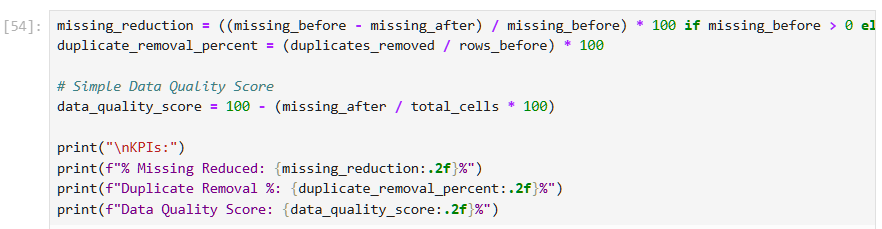 [54]: missing_reduction = ((missing_before - missing_after) / missing_before) * 100 if missing_before > 0 el
duplicate_removal_percent = (duplicates_removed / rows_before) * 100
# Simple Data Quality Score
data_quality_score = 100 - (missing_after / total_cells * 100)
print("\nKPIs:")
print(f"% Missing Reduced: {missing_reduction:.2f}%")
print(f"Duplicate Removal %: {duplicate_removal_percent:.2f}%")
print(f"Data Quality Score: {data_quality_score:.2f}%")